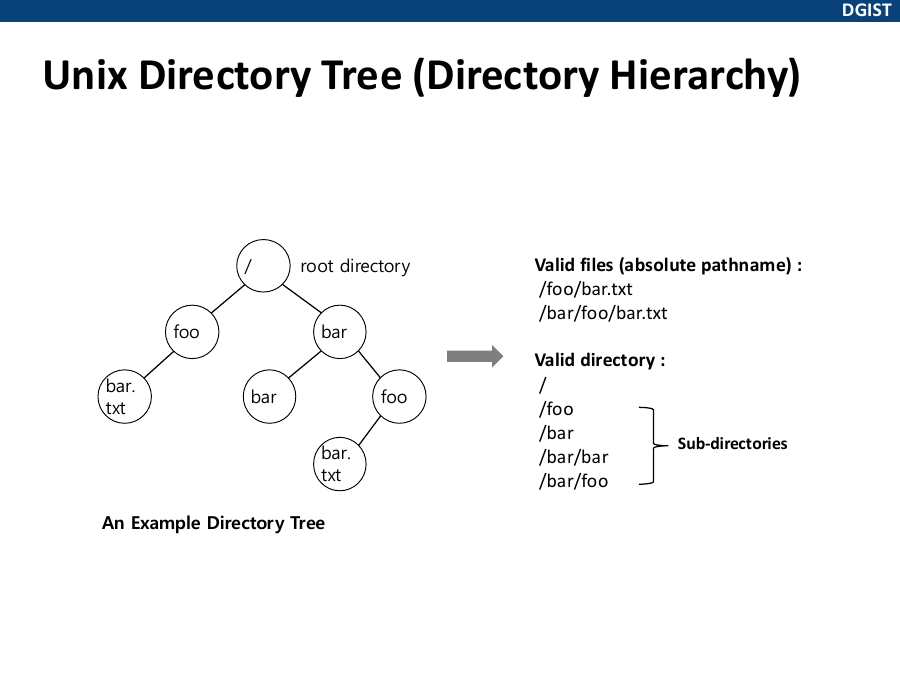 DGIST
Unix Directory Tree (Directory Hierarchy)
/
root directory
foo
bar
bar.
txt
bar
foo
bar.
txt
An Example Directory Tree
Valid files (absolute pathname) :
/foo/bar.txt
/bar/foo/bar.txt
Valid directory :
/
/foo
/bar
/bar/bar
/bar/foo
Sub-directories